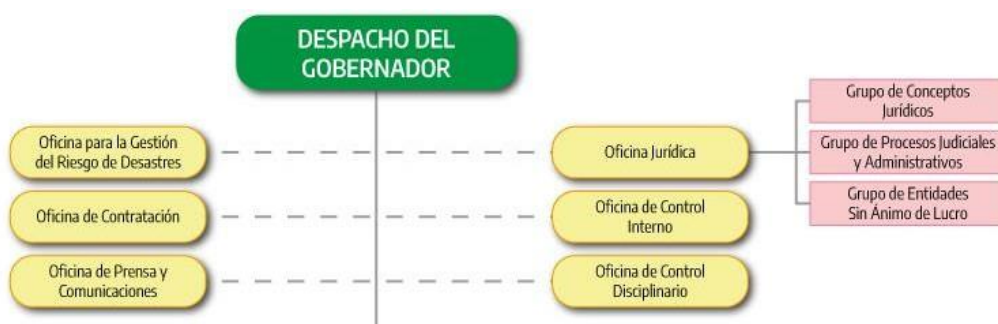 DESPACHO DEL
GOBERNADOR
Oficina para la Gestión
del Riesgo de Desastres
Oficina de Contratación
Oficina de Prensa y
Comunicaciones
Oficina Jurídica
Oficina de Control
Interno
Oficina de Control
Disciplinario
Grupo de Conceptos
Jurídicos
Grupo de Procesos Judiciales
y Administrativos
Grupo de Entidades
Sin Ánimo de Lucro